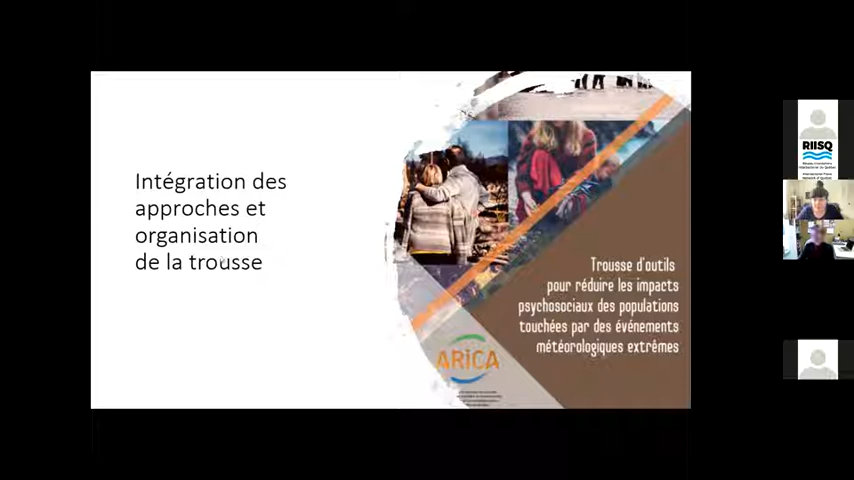 Intégration des
approches et
organisation
de la trousse
Trousse d'outils
pour réduire les impacts
psychosociaux des populations
touchées par des événements
météorologiques extrêmes
ARICA
RIISQ